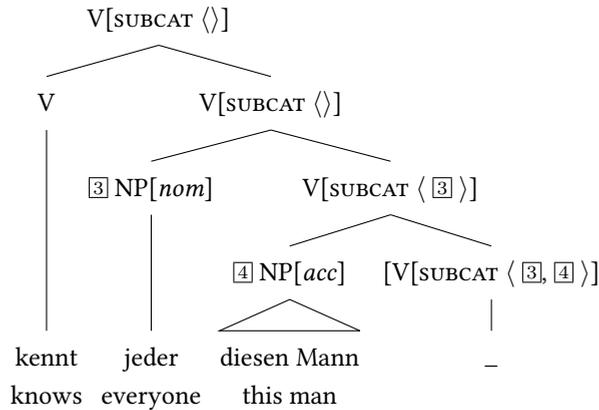 V[SUBCAT ⟨⟩]
V V[SUBCAT ⟨⟩]
3 NP[nom] V[SUBCAT ⟨ 3 ⟩]
4 NP[acc] [V[SUBCAT ⟨ 3, 4 ⟩]
kennt jeder diesen Mann _
knows everyone this man